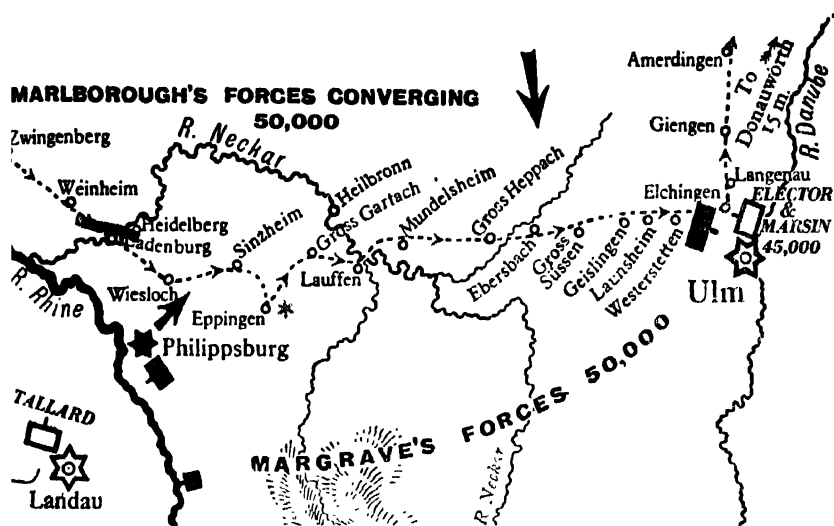 Amerdingen
To
Donauwörth
15 m.
R. Danube
MARLBOROUGH'S FORCES CONVERGING
50,000
R. Neckar
Giengen
Zwingenberg
Weinheim
Heilbronn
Gross Gartach
Mundelsheim
Gross Heppach
Langenau
Elchingen
ELECTOR
&
MARSIN
45,000
Heidelberg
Ladenburg
Sinzheim
R. Rhine
Wiesloch
Lauffen
Ebersbach
Gross
Süssen
Geislingen
Launsheim
Westerstetten
Ulm
Eppingen
Philippsburg
TALLARD
Landau
MARGRAVE'S FORCES 50,000
R. Neckar